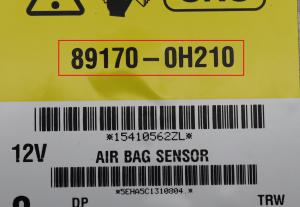 89170-0H210
*15410562ZL*
12V
AIR BAG SENSOR
*5EHA5C1310804.*
DP
TRW